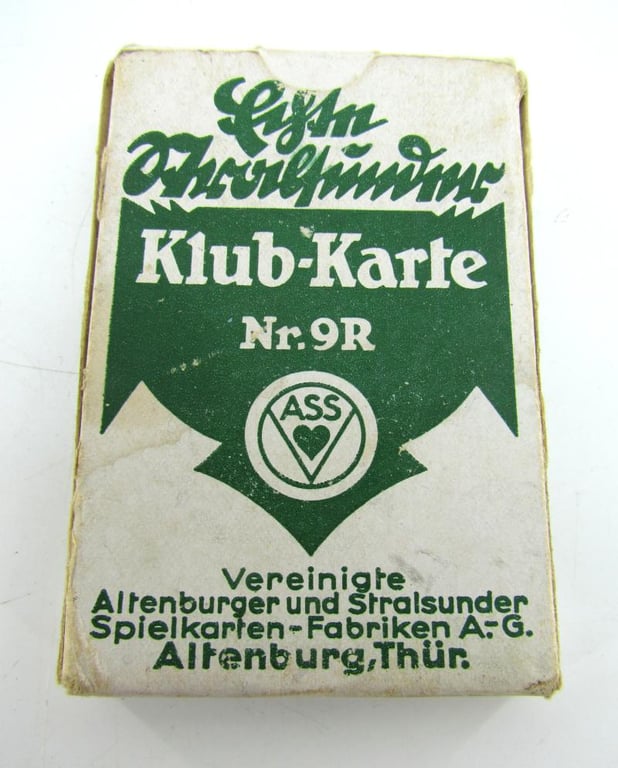 Echte
Stralsunder
Klub-Karte
Nr. 9R
ASS
Vereinigte
Altenburger und Stralsunder
Spielkarten-Fabriken A.-G.
Altenburg, Thür.